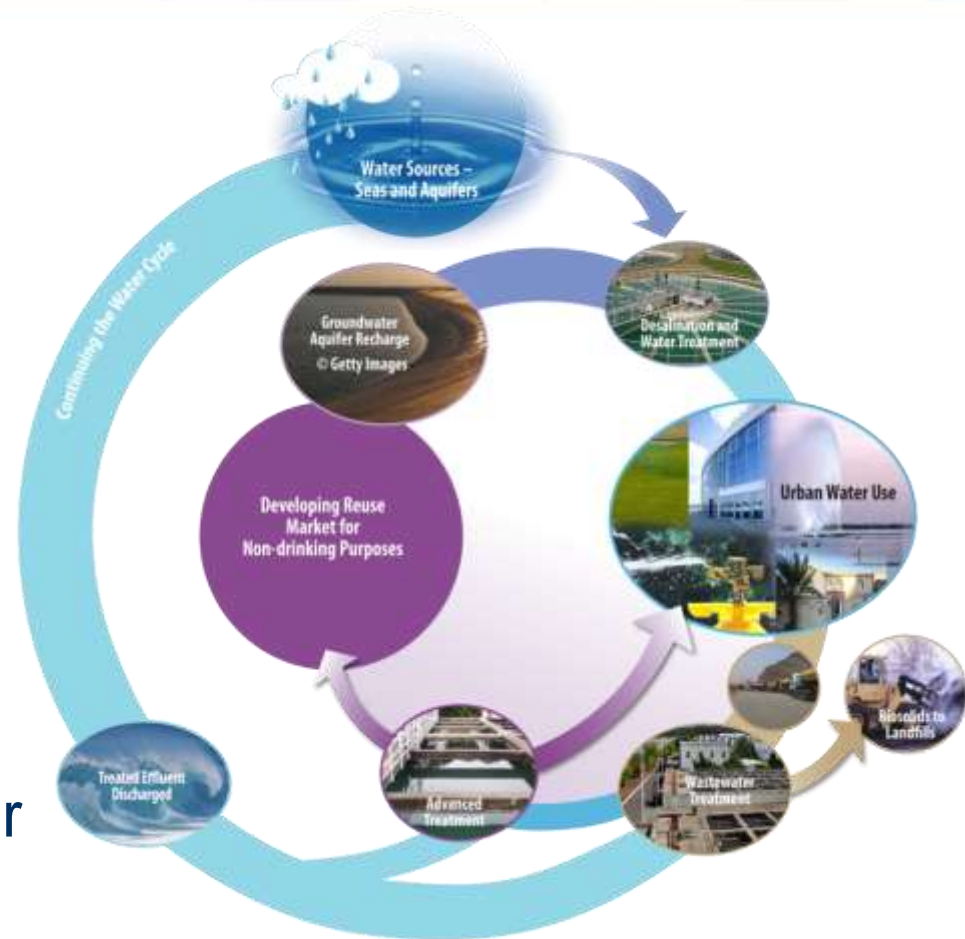 Water Sources –
Seas and Aquifers
Continuing the Water Cycle
Groundwater
Aquifer Recharge
© Getty Images
Desalination and
Water Treatment
Urban Water Use
Developing Reuse
Market for
Non-drinking Purposes
Biosolids to
Landfills
Treated Effluent
Discharged
Wastewater
Treatment
Advanced
Treatment
r